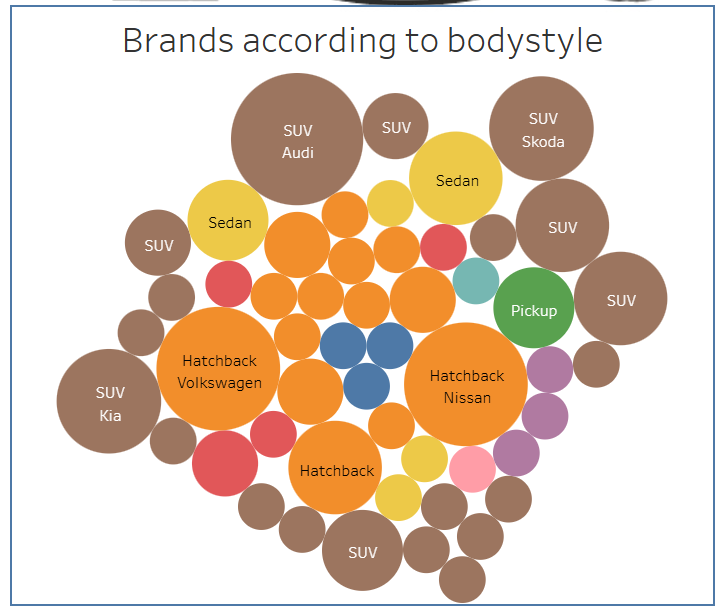 Brands according to bodystyle
SUV
Audi
SUV
SUV
Skoda
Sedan
Sedan
SUV
SUV
SUV
Pickup
Hatchback
Volkswagen
Hatchback
Nissan
SUV
Kia
Hatchback
SUV